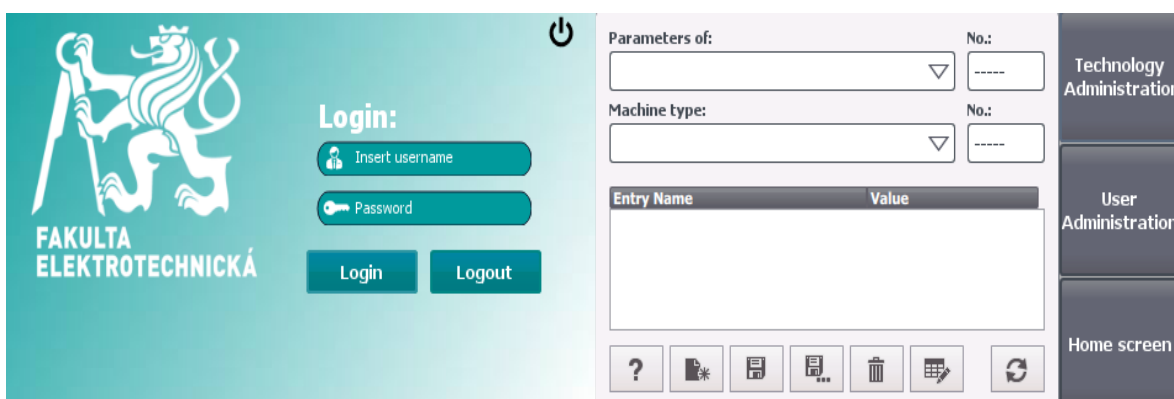 FAKULTA
ELEKTROTECHNICKÁ
Login:
Insert username
Password
Login Logout
Parameters of: No.:
-----
Machine type: No.:
-----
Entry Name Value
?
Technology
Administration
User
Administration
Home screen